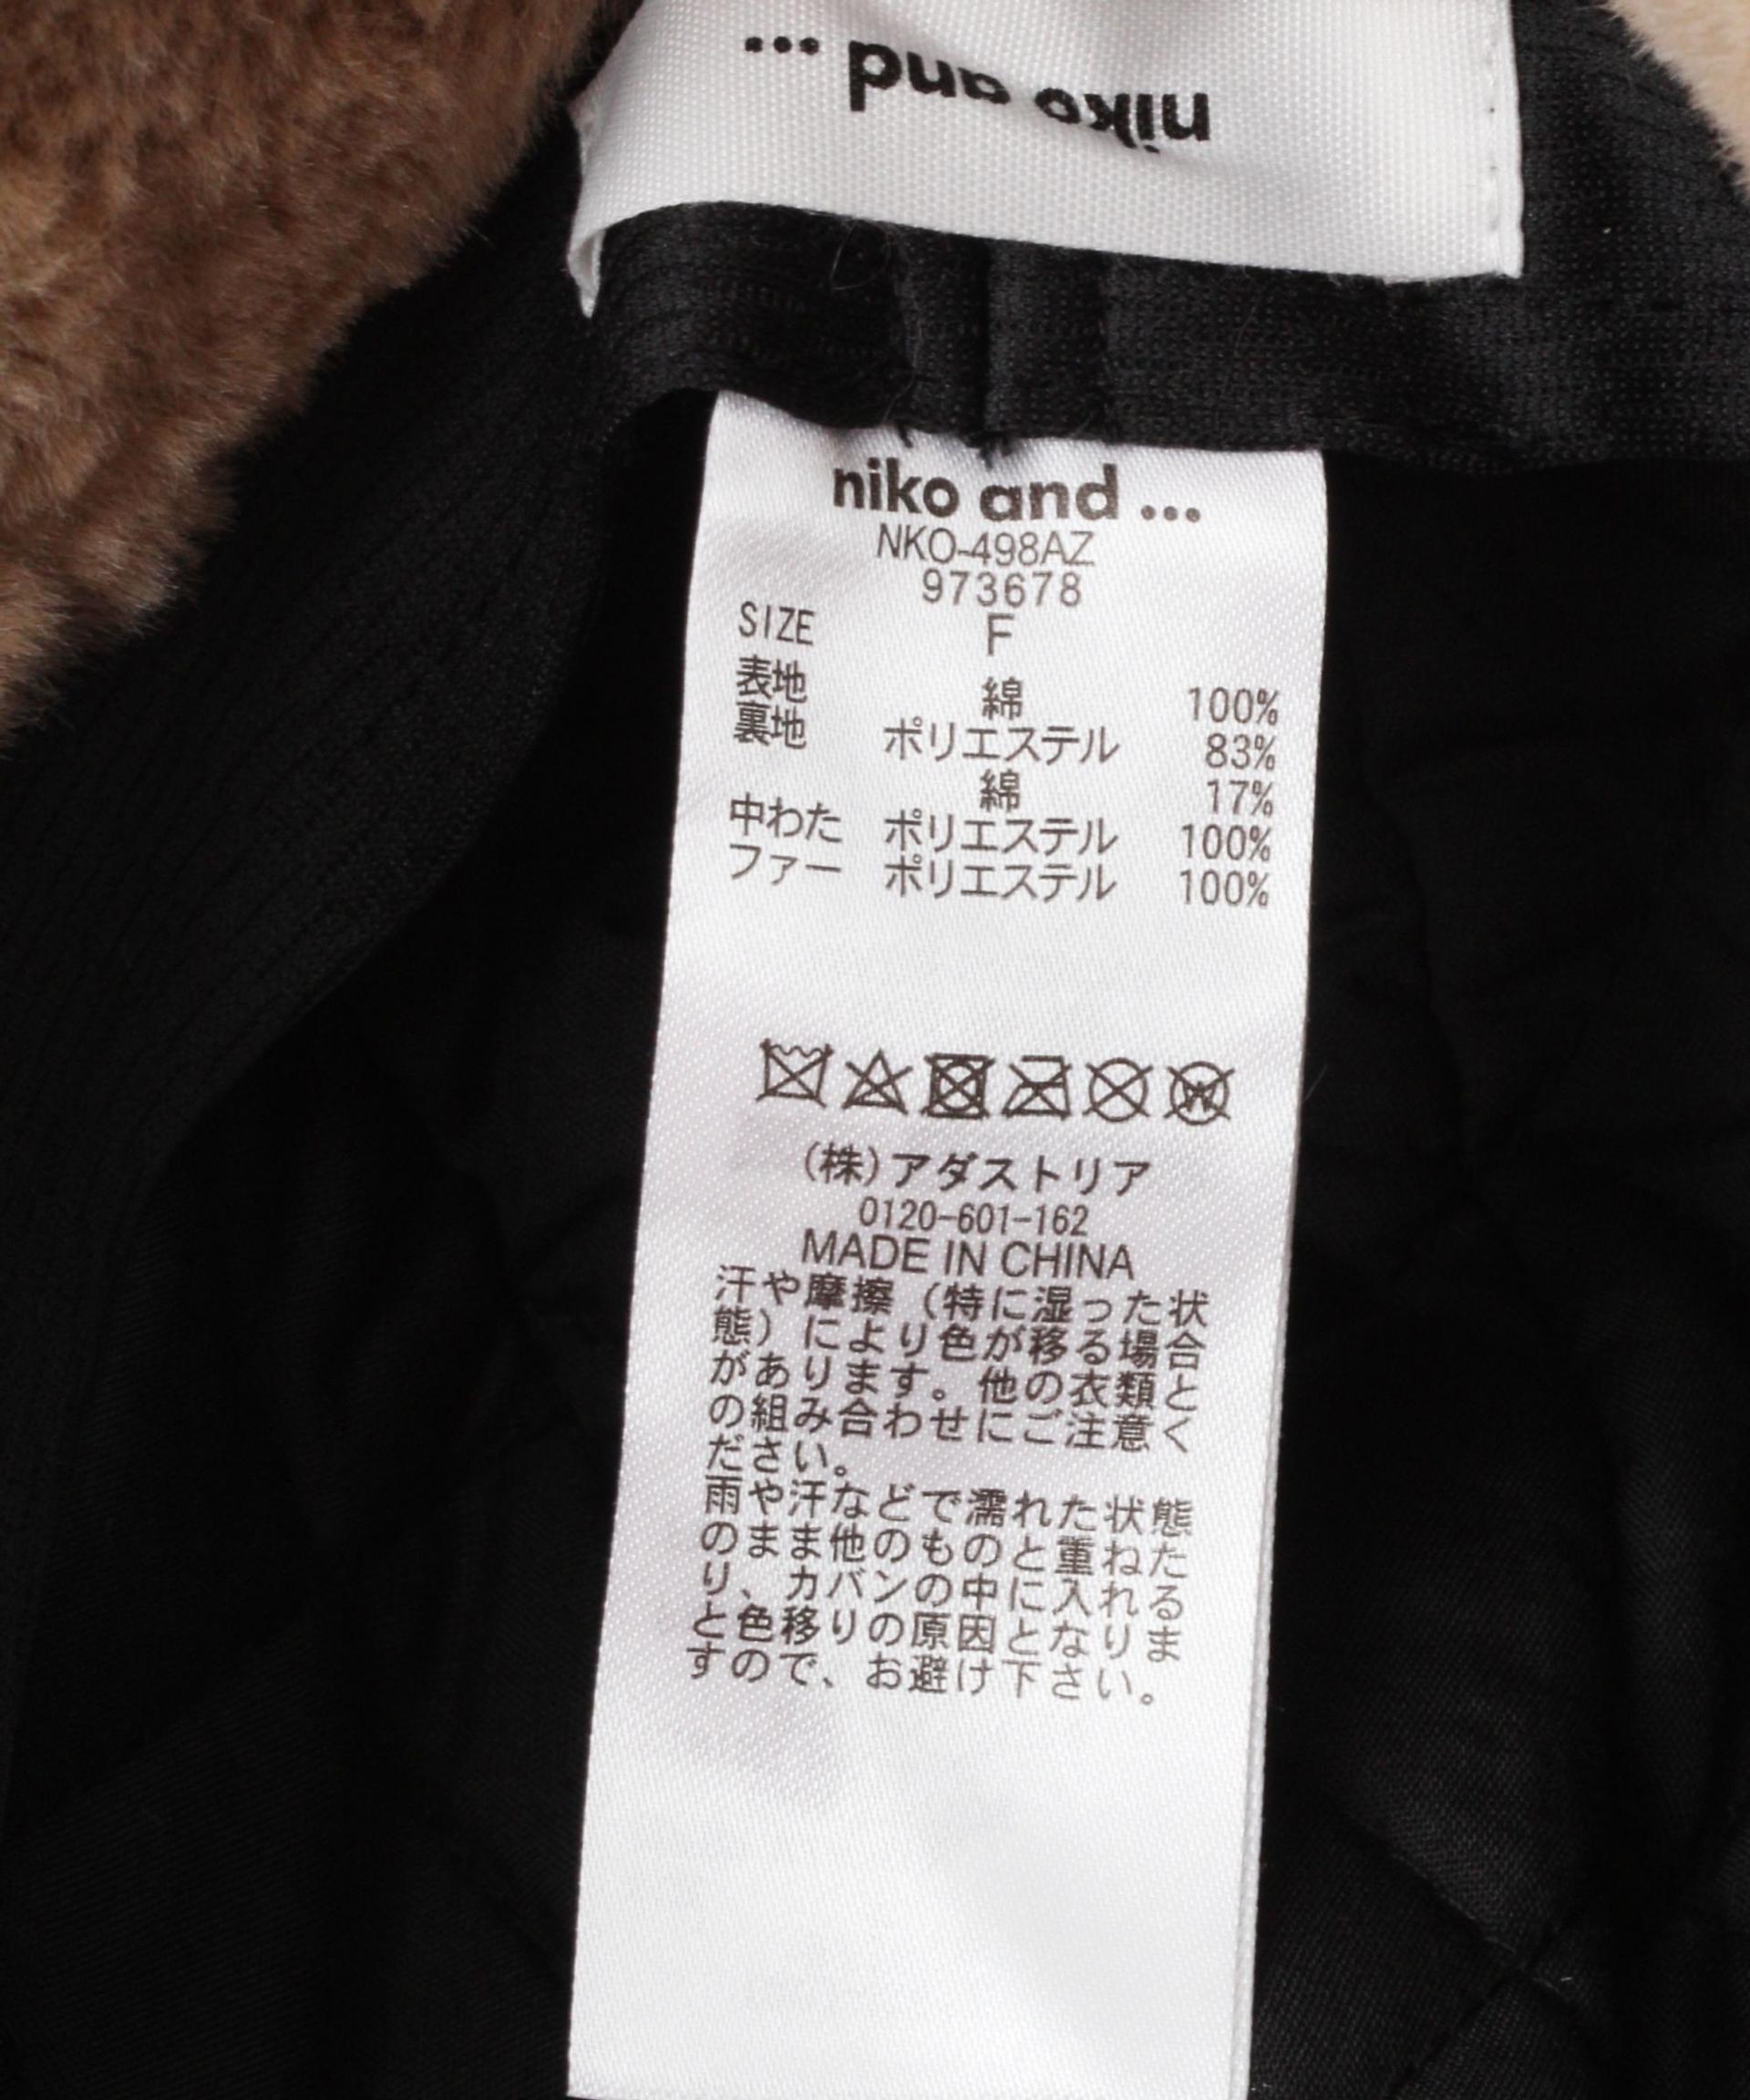 niko and ...
niko and ...
NKO-498AZ
973678
SIZE F
表地 綿 100%
裏地 ポリエステル 83%
綿 17%
中わた ポリエステル 100%
ファー ポリエステル 100%
W
(株)アダストリア
0120-601-162
MADE IN CHINA
汗や摩擦(特に湿った状
態)により色が移る場合
があります。他の衣類と
の組み合わせにご注意く
ださい。
雨や汗などで濡れた状態
のまま他のものと重ねた
り、カバンの中に入れる
と色移りの原因となりま
すので、お避け下さい。